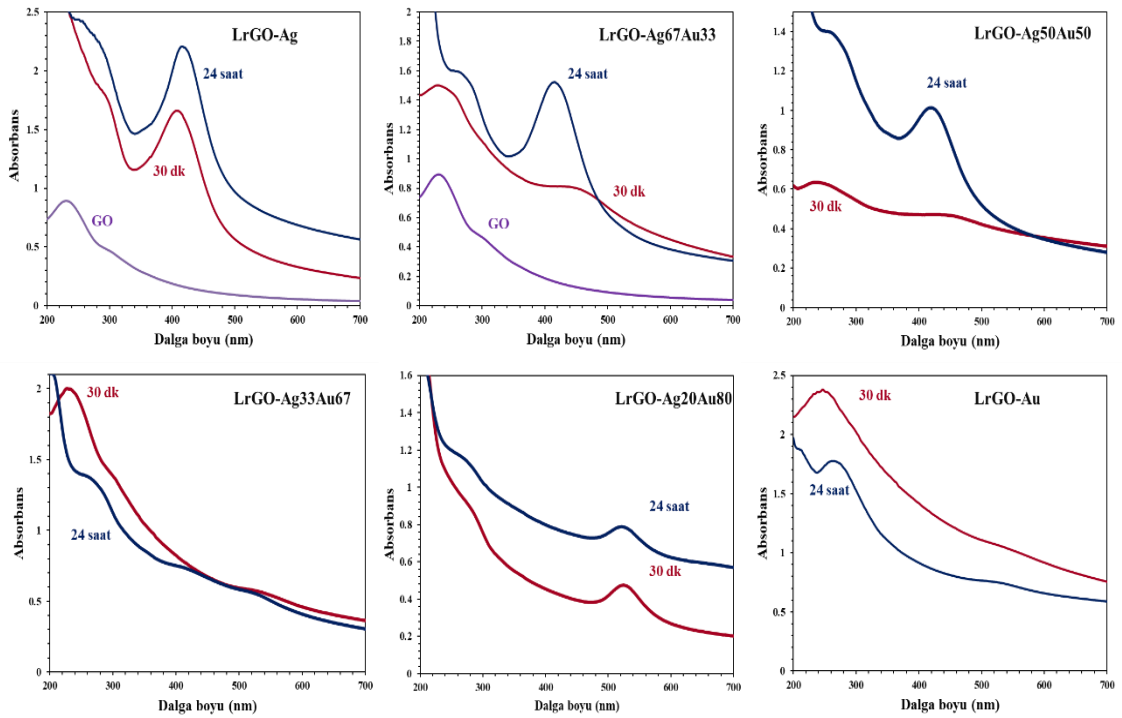 LrGO-Ag
24 saat
30 dk
GO
Absorbans
0
0.5
1
1.5
2
2.5
200
300
400
500
600
700
Dalga boyu (nm)
LrGO-Ag67Au33
24 saat
30 dk
GO
Absorbans
0
0.2
0.4
0.6
0.8
1
1.2
1.4
1.6
1.8
2
200
300
400
500
600
700
Dalga boyu (nm)
LrGO-Ag50Au50
24 saat
30 dk
Absorbans
0
0.2
0.4
0.6
0.8
1
1.2
1.4
200
300
400
500
600
700
Dalga boyu (nm)
LrGO-Ag33Au67
30 dk
24 saat
Absorbans
0
0.5
1
1.5
2
200
300
400
500
600
700
Dalga boyu (nm)
LrGO-Ag20Au80
24 saat
30 dk
Absorbans
0
0.2
0.4
0.6
0.8
1
1.2
1.4
1.6
200
300
400
500
600
700
Dalga boyu (nm)
LrGO-Au
30 dk
24 saat
Absorbans
0
0.5
1
1.5
2
2.5
200
300
400
500
600
700
Dalga boyu (nm)